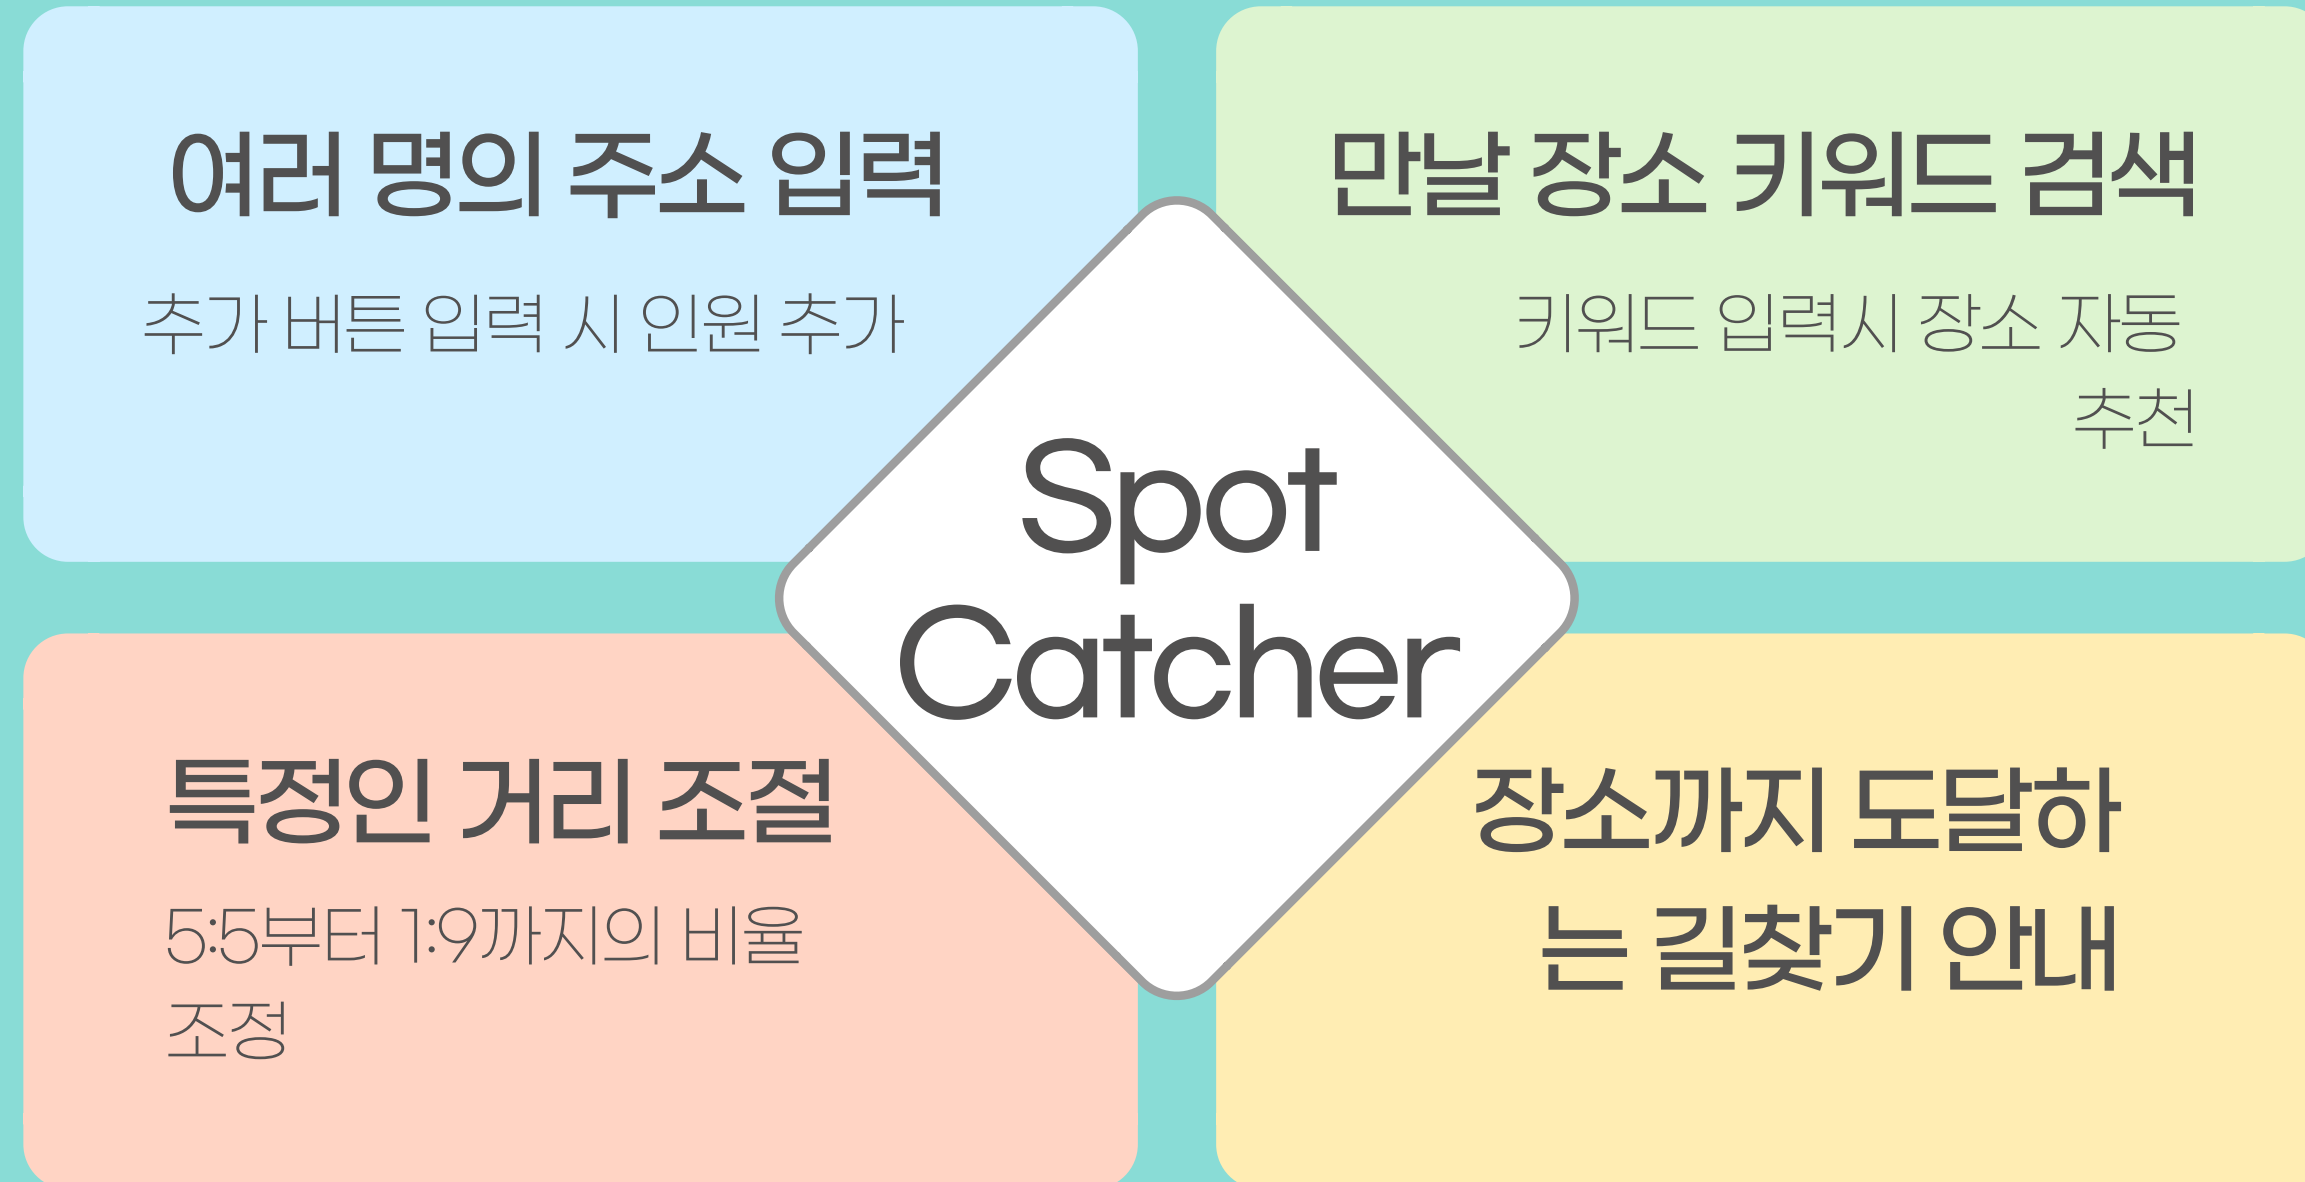 여러 명의 주소 입력
추가 버튼 입력 시 인원 추가
만날 장소 키워드 검색
키워드 입력시 장소 자동
추천
Spot
Catcher
특정인 거리 조절
5:5부터 1:9까지의 비율
조정
장소까지 도달하
는 길찾기 안내